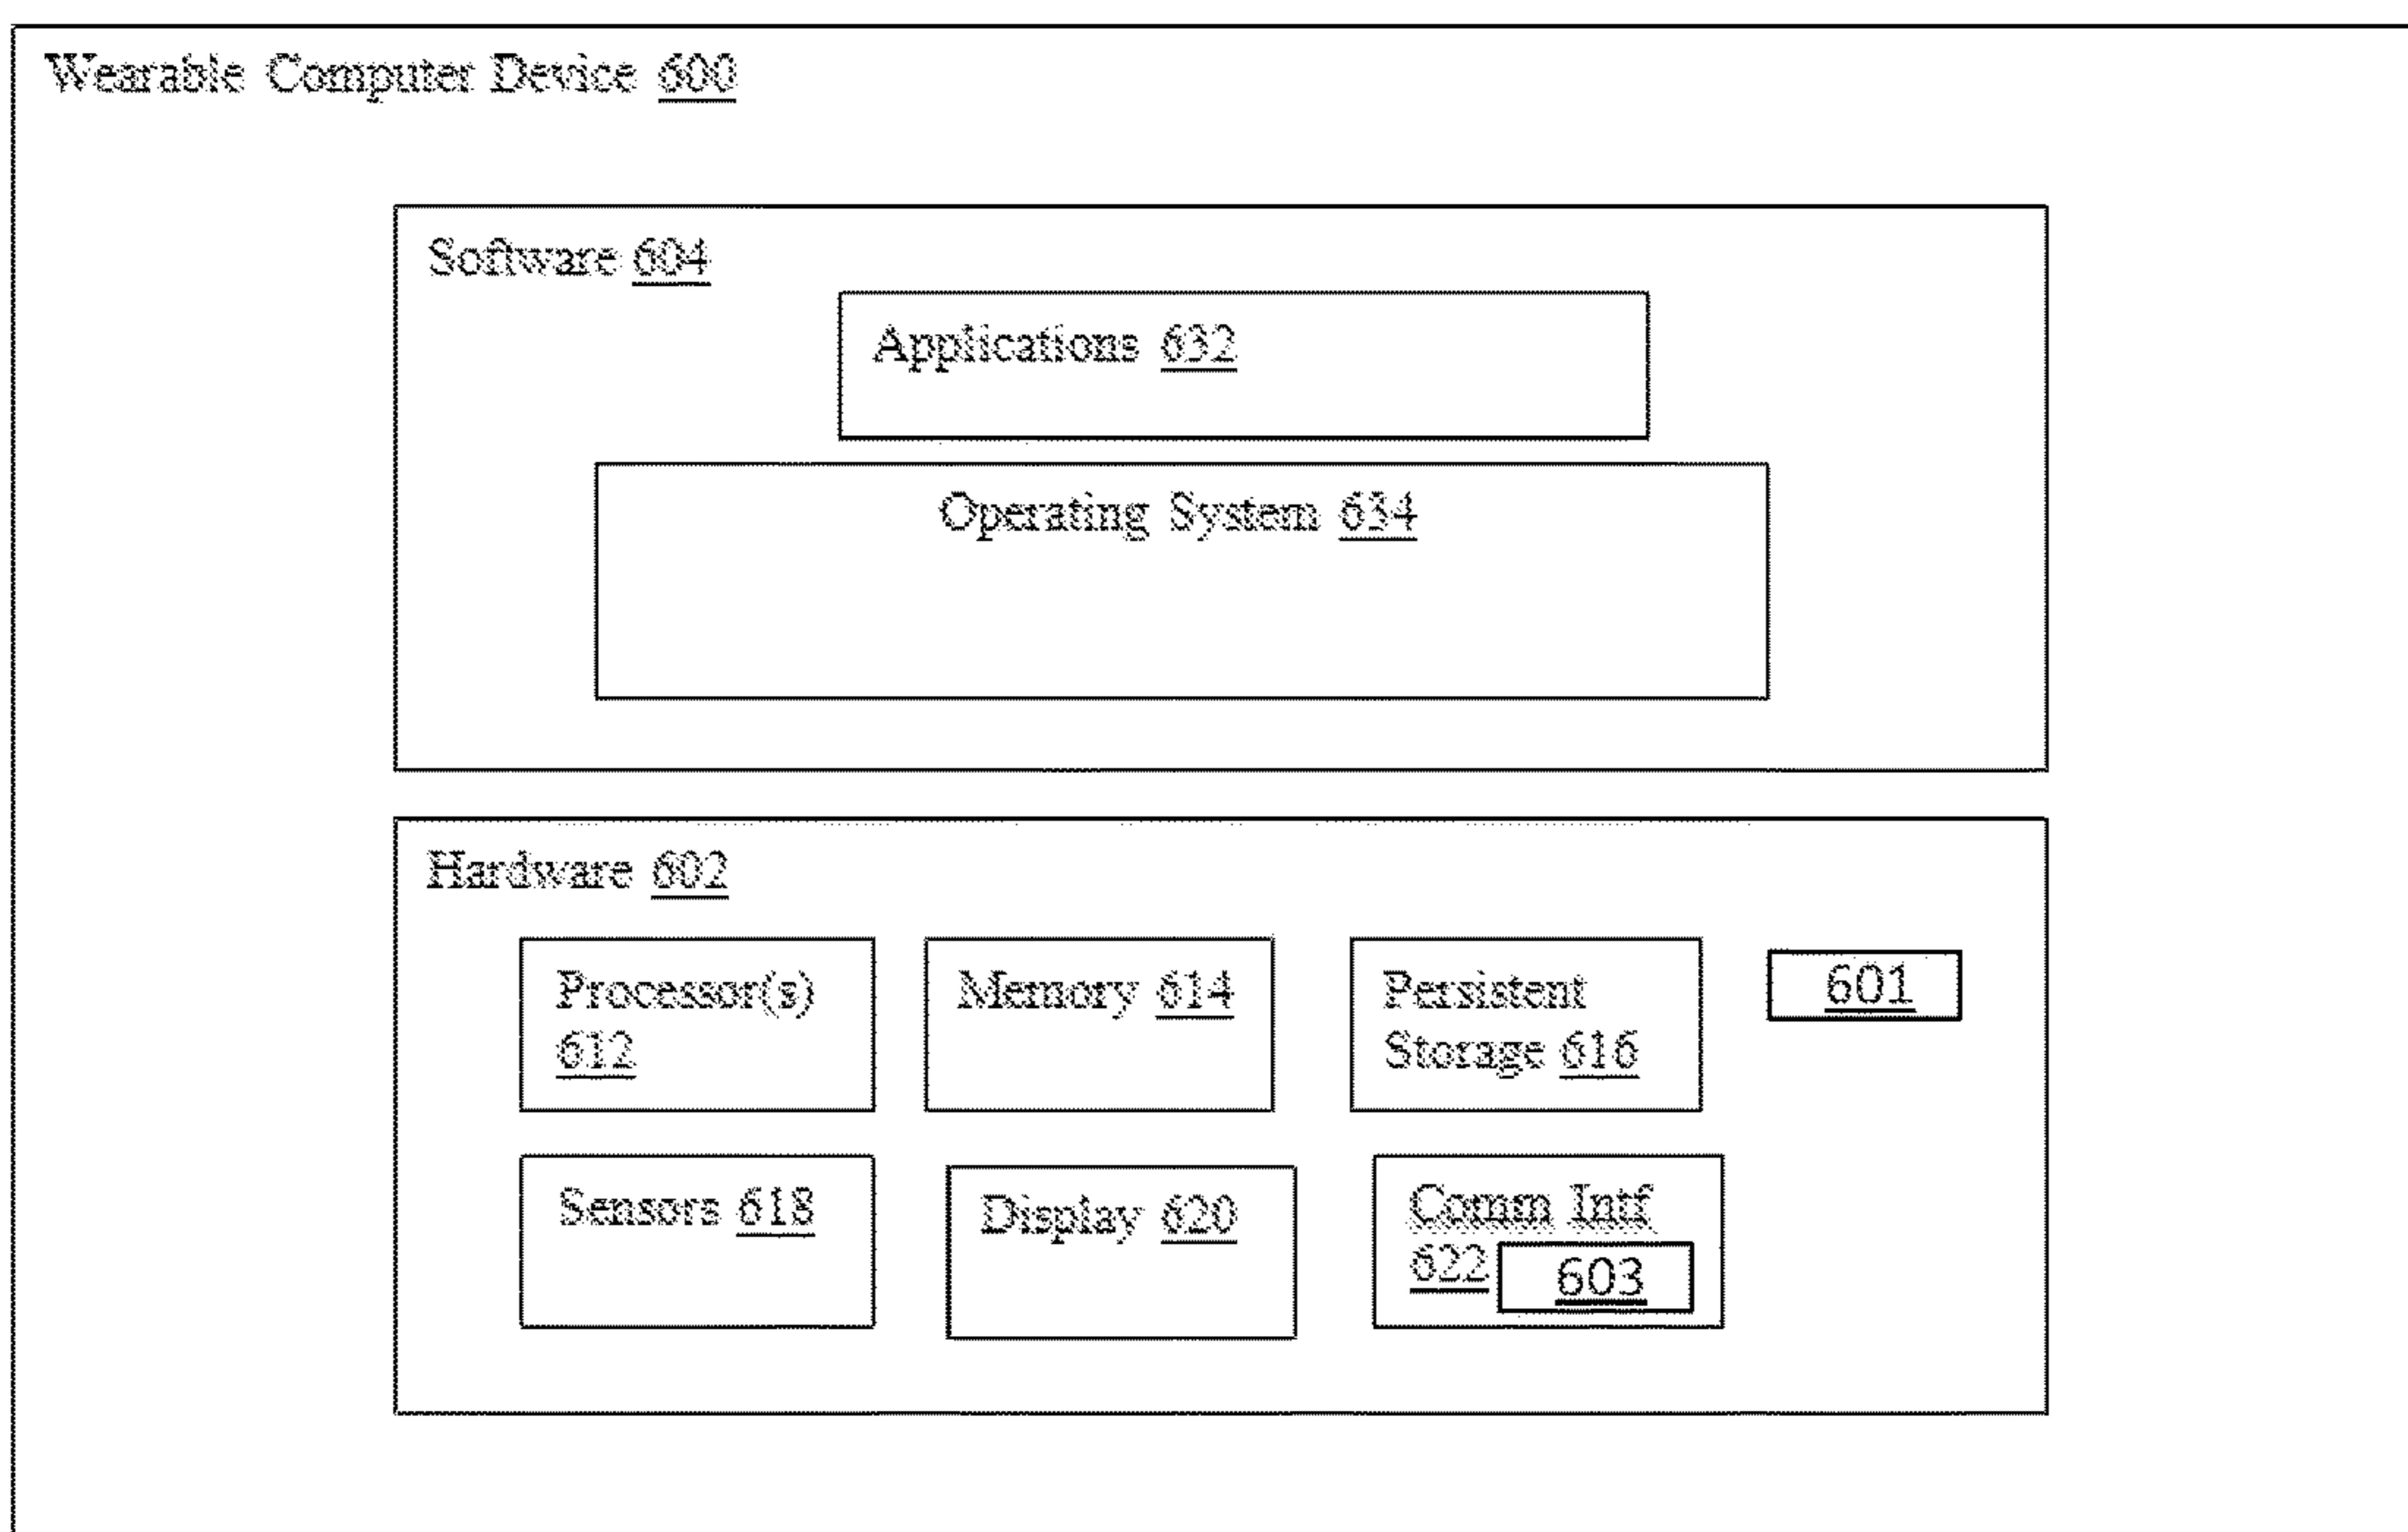 Wearable Computer Device 600
Software 604
Applications 632
Operating System 634
Hardware 602
Processor(s)
612
Memory 614
Persistent
Storage 616
601
Sensors 618
Display 620
Comm Intf
622
603